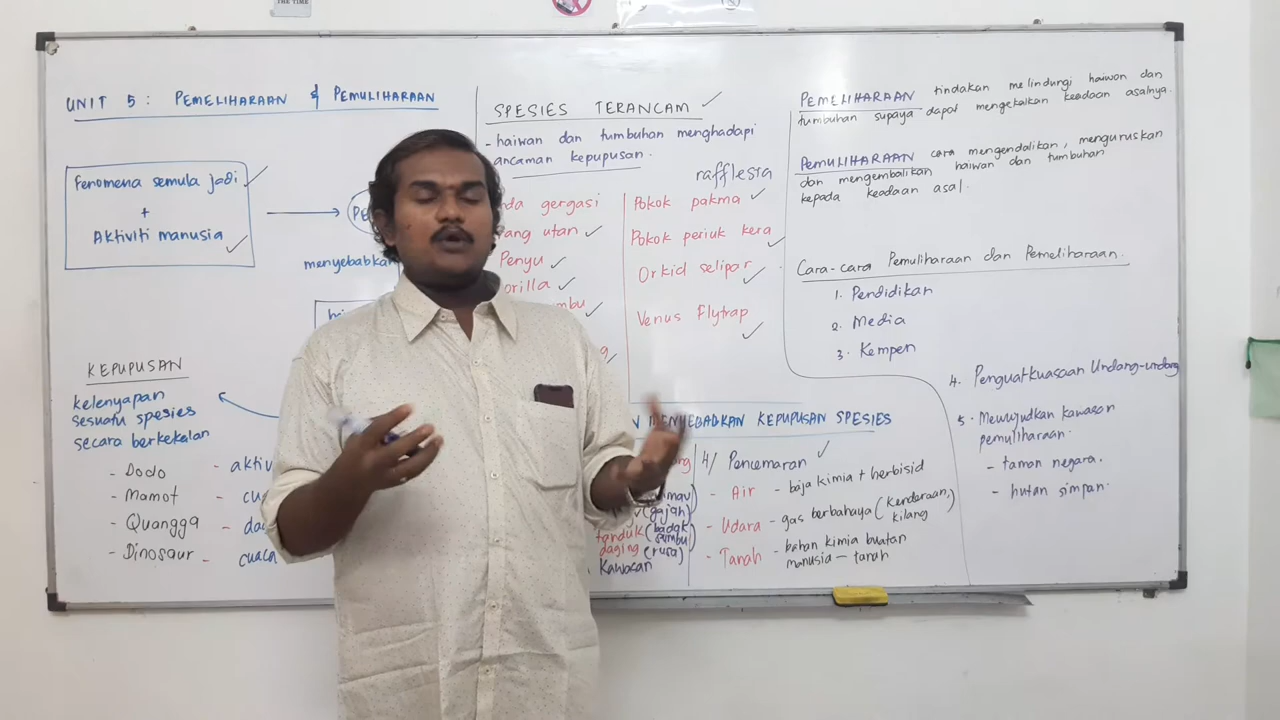 THE TIME
UNIT 5 : PEMELIHARAAN & PEMULIHARAAN
Fenomena semula jadi
+
Aktiviti manusia
menyebabkan
KEPUPUSAN
kelenyapan
sesuatu spesies
secara berkekalan
- Dodo
- Mamot
- Quangga
- Dinosaur
- cuaca
SPESIES TERANCAM
- haiwan dan tumbuhan menghadapi
ancaman kepupusan.
gergasi
utan
Penyu
rafflesia
Pokok pakma
Pokok periuk kera
Orkid selipar
Venus Flytrap
MENYEBABKAN KEPUPUSAN SPESIES
(gajah)
tanduk (badak
sumbu)
daging (rusa)
Kawasan
4/ Pencemaran
- Air - baja kimia + herbisid
- Udara - gas berbahaya (Kenderaan,
kilang)
- Tanah - bahan kimia buatan
manusia – tanah
PEMELIHARAAN tindakan melindungi haiwan dan
tumbuhan supaya dapat mengekalkan keadaan asalnya.
PEMULIHARAAN cara mengendalikan, menguruskan
dan mengembalikan haiwan dan tumbuhan
kepada keadaan asal.
Cara-cara Pemuliharaan dan Pemeliharaan.
1. Pendidikan
2. Media
3. Kempen
4. Penguatkuasaan Undang-undang
5. Mewujudkan kawasan
pemuliharaan.
- taman negara.
- hutan simpan.